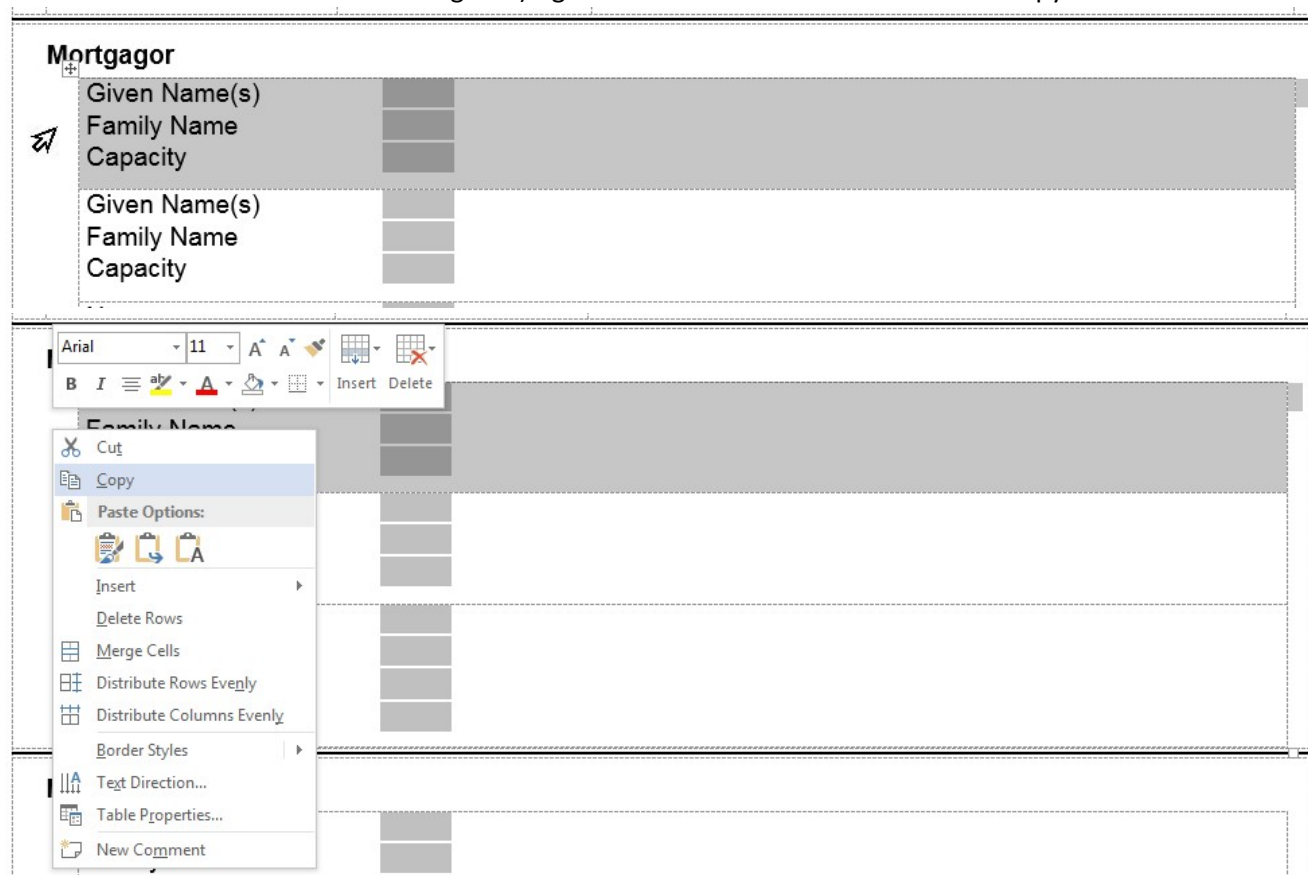 Mortgagor
Given Name(s)
Family Name
Capacity
Given Name(s)
Family Name
Capacity
Arial 11 A A
B I A Insert Delete
Family Name
Cut
Copy
Paste Options:
A
Insert
Delete Rows
Merge Cells
Distribute Rows Evenly
Distribute Columns Evenly
Border Styles
Text Direction...
Table Properties...
New Comment